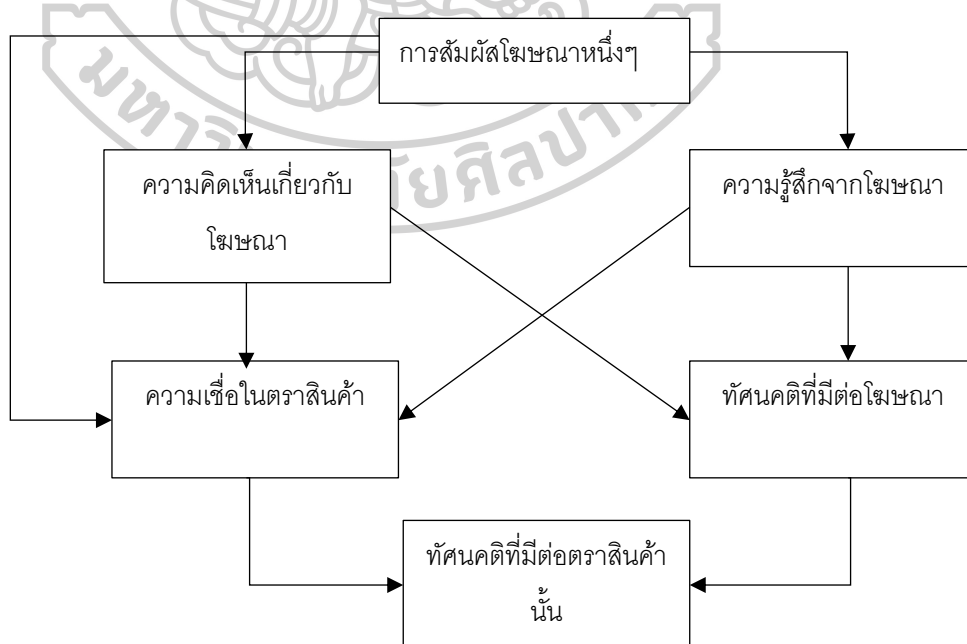 การสัมผัสโฆษณาหนึ่งๆ
ความคิดเห็นเกี่ยวกับ
โฆษณา
ความรู้สึกจากโฆษณา
ความเชื่อในตราสินค้า
ทัศนคติที่มีต่อโฆษณา
ทัศนคติที่มีต่อตราสินค้า
นั้น